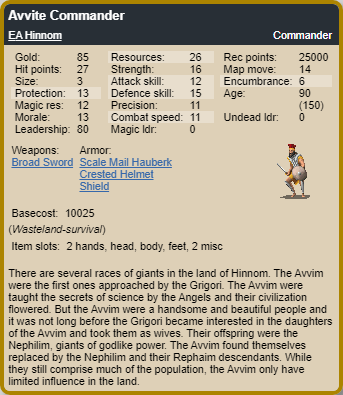 Avvite Commander
EA Hinnom Commander
Gold: 85 Resources: 26 Rec points: 25000
Hit points: 27 Strength: 16 Map move: 14
Size: 3 Attack skill: 12 Encumbrance: 6
Protection: 13 Defence skill: 15 Age: 90
Magic res: 12 Precision: 11 (150)
Morale: 13 Combat speed: 11 Undead ldr: 0
Leadership: 80 Magic ldr: 0
Weapons: Armor:
Broad Sword Scale Mail Hauberk
Crested Helmet
Shield
Basecost: 10025
(Wasteland-survival)
Item slots: 2 hands, head, body, feet, 2 misc
There are several races of giants in the land of Hinnom. The Avvim
were the first ones approached by the Grigori. The Avvim were
taught the secrets of science by the Angels and their civilization
flowered. But the Avvim were a handsome and beautiful people and
it was not long before the Grigori became interested in the daughters
of the Avvim and took them as wives. Their offspring were the
Nephilim, giants of godlike power. The Avvim found themselves
replaced by the Nephilim and their Rephaim descendants. While
they still comprise much of the population, the Avvim only have
limited influence in the land.